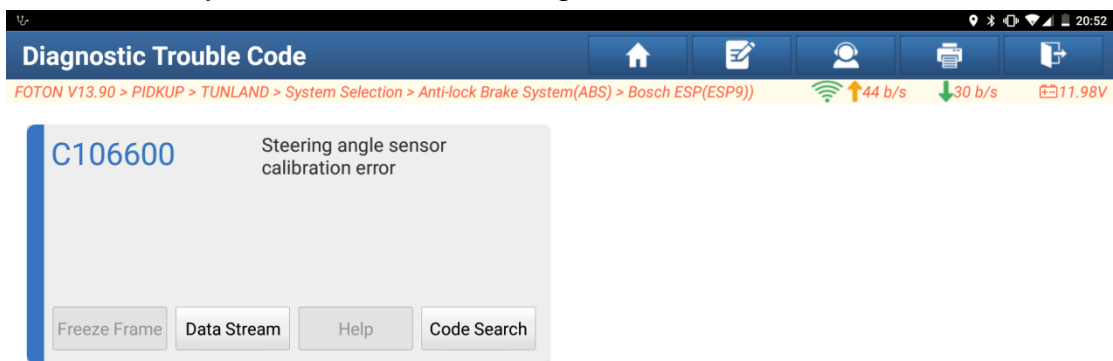 20:52
Diagnostic Trouble Code
FOTON V13.90 > PIDKUP > TUNLAND > System Selection > Anti-lock Brake System(ABS) > Bosch ESP(ESP9)) 44 b/s 30 b/s 11.98V
C106600 Steering angle sensor
calibration error
Freeze Frame Data Stream Help Code Search